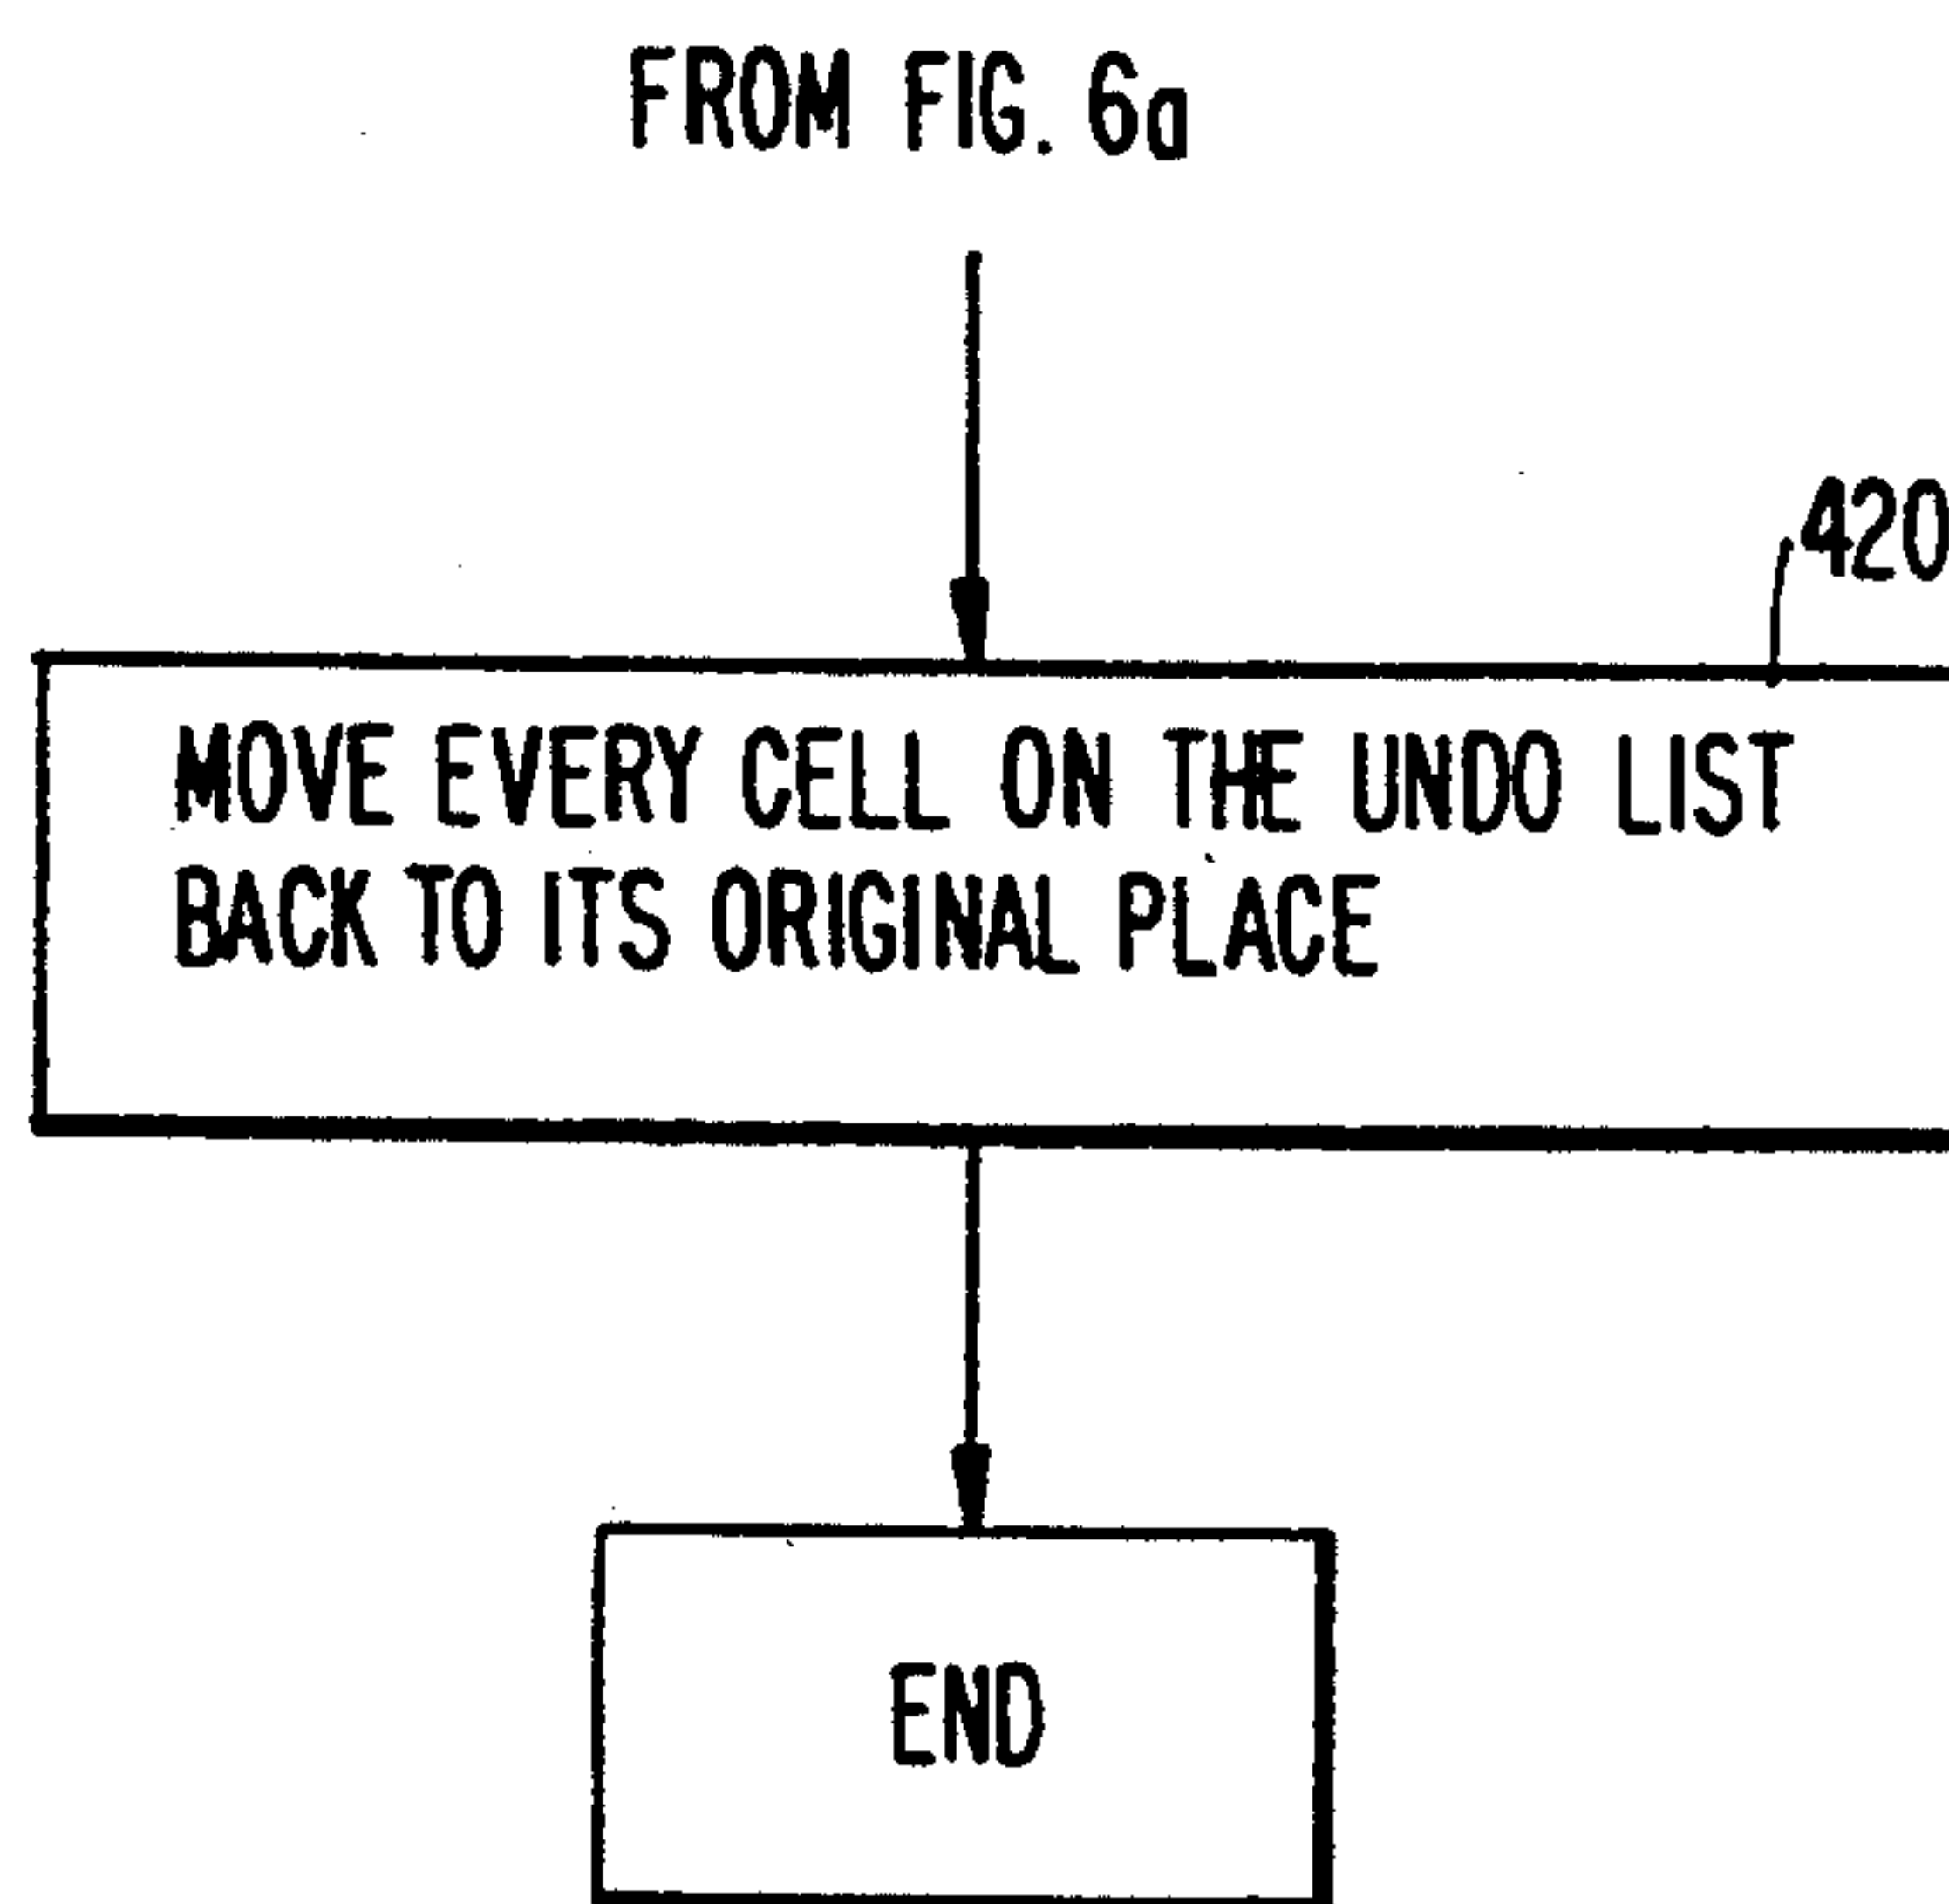 FROM FIG. 6a
420
MOVE EVERY CELL ON THE UNDO LIST
BACK TO ITS ORIGINAL PLACE
END